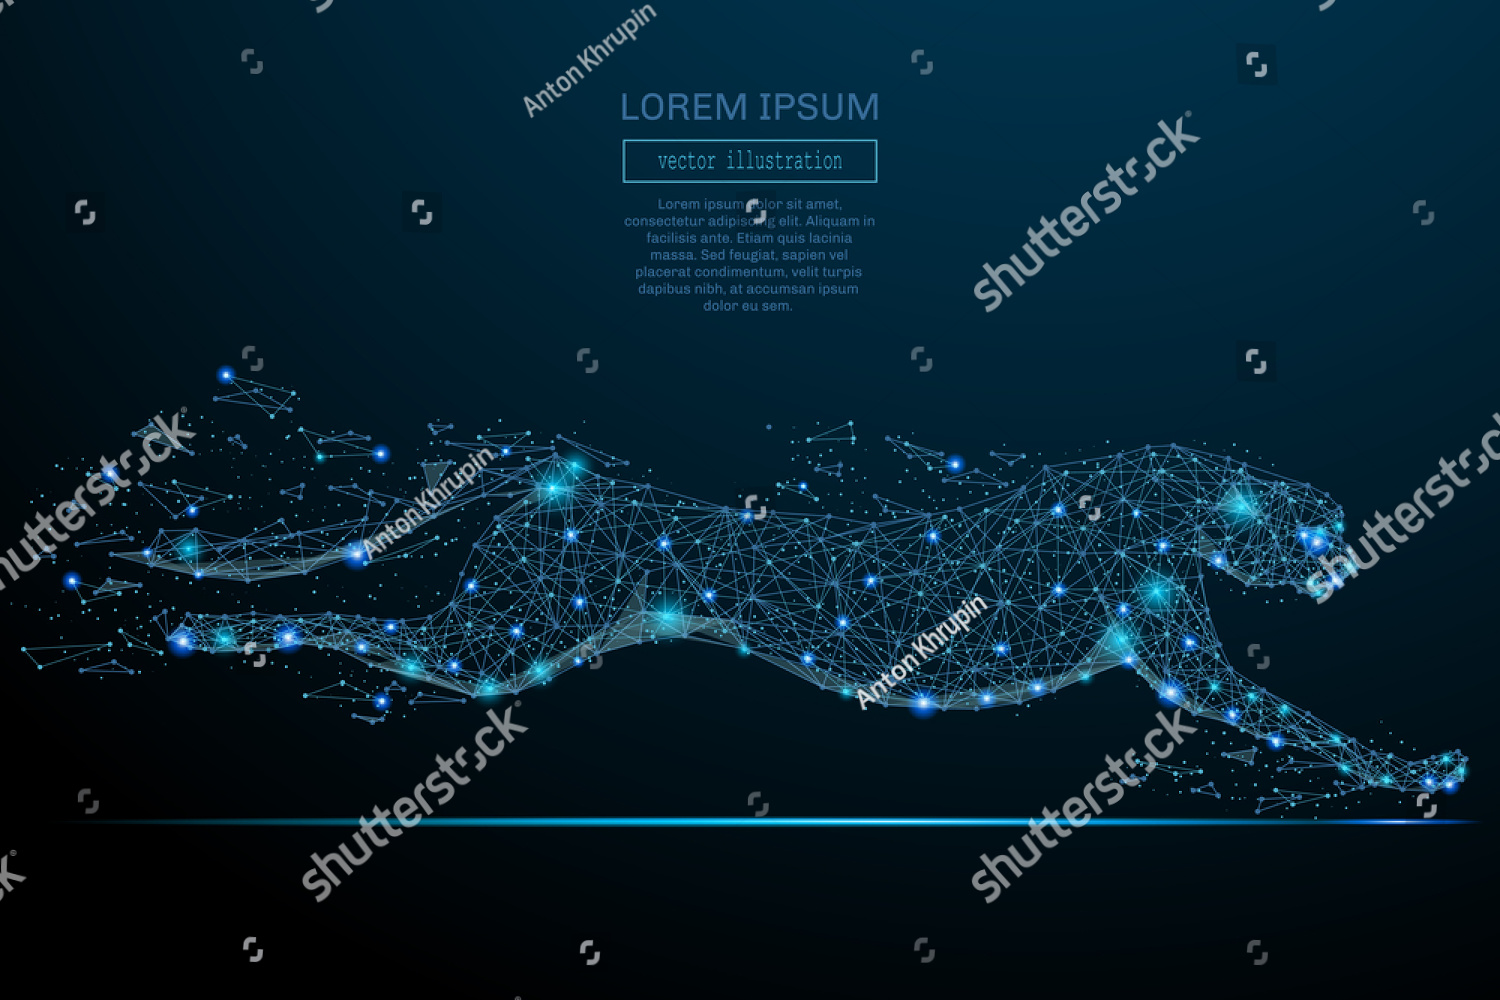 Anton Khrupin
LOREM IPSUM
vector illustration
Lorem ipsum dolor sit amet,
consectetur adipiscing elit. Aliquam in
facilisis ante. Etiam quis lacinia
massa. Sed feugiat, sapien vel
placerat condimentum, velit turpis
dapibus nibh, at accumsan ipsum
dolor eu sem.
shutterstock
shutterstock
Anton Khrupin
shutterstock
Anton Khrupin
shutterstock
shutterstock